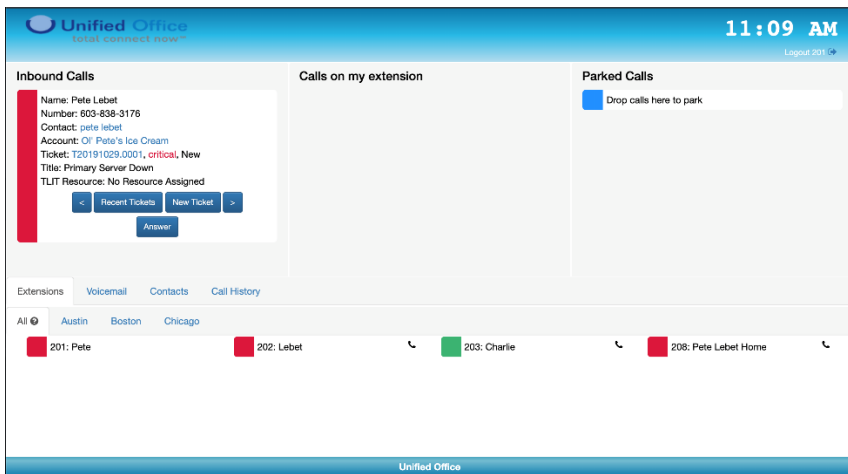 Unified Office
total connect now℠
11:09 AM
Logout 201
Inbound Calls
Calls on my extension
Parked Calls
Name: Pete Lebet
Number: 603-838-3176
Contact: pete lebet
Account: Ol' Pete's Ice Cream
Ticket: T20191029.0001, critical, New
Title: Primary Server Down
TLIT Resource: No Resource Assigned
< Recent Tickets New Ticket >
Answer
Drop calls here to park
Extensions Voicemail Contacts Call History
All Austin Boston Chicago
201: Pete 202: Lebet 203: Charlie 208: Pete Lebet Home
Unified Office